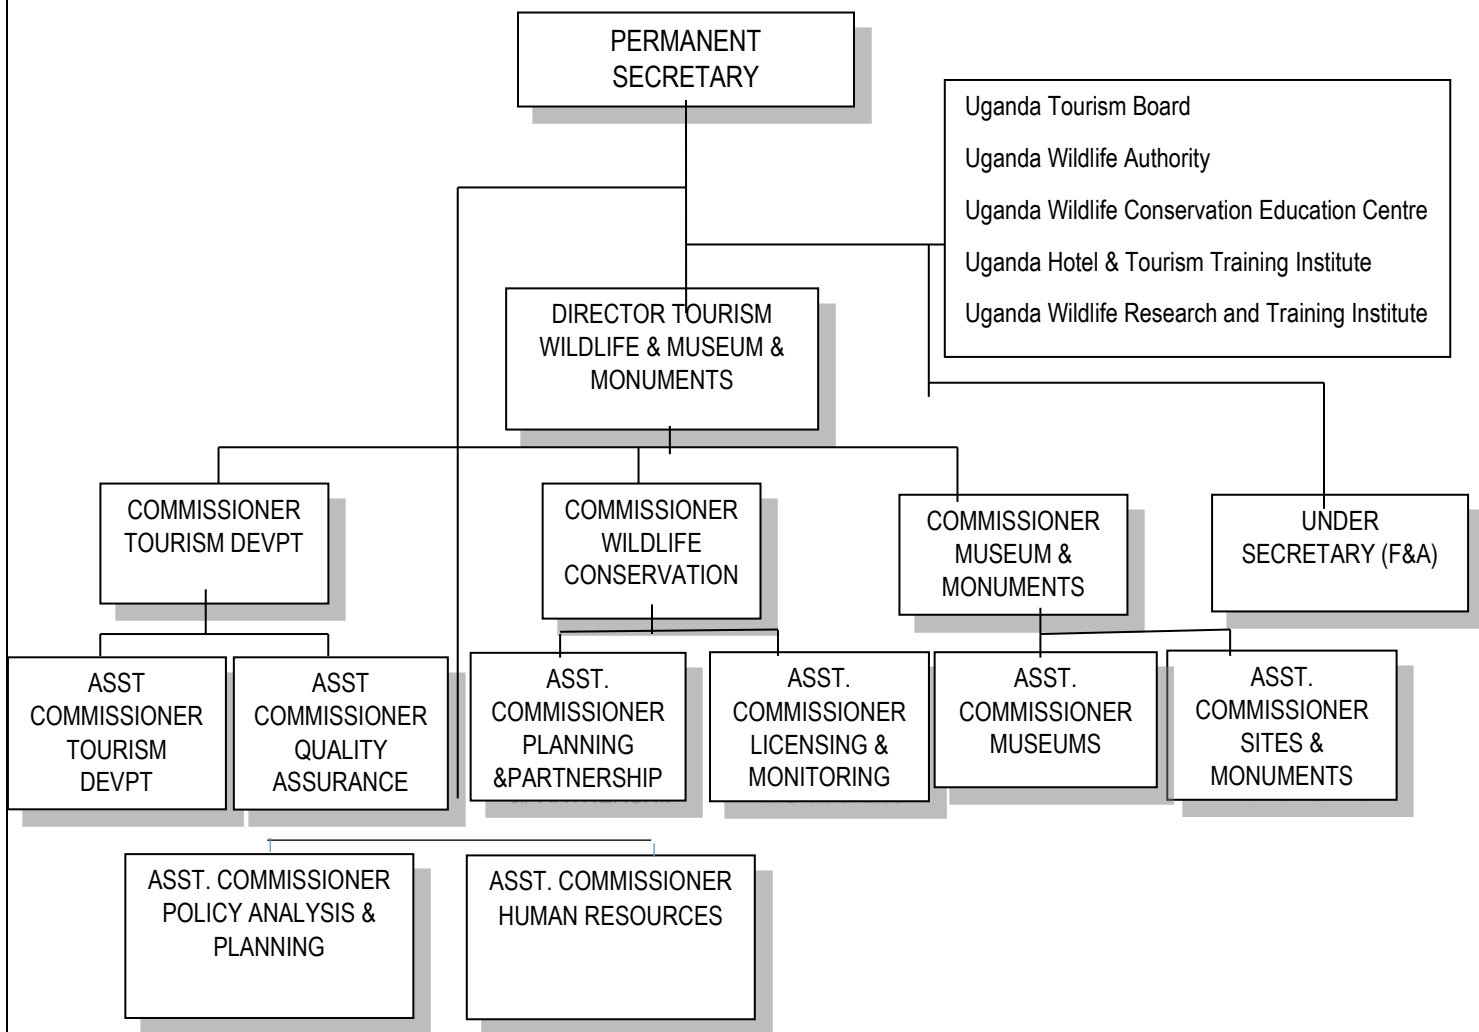 PERMANENT
SECRETARY
Uganda Tourism Board
Uganda Wildlife Authority
Uganda Wildlife Conservation Education Centre
Uganda Hotel & Tourism Training Institute
Uganda Wildlife Research and Training Institute
DIRECTOR TOURISM
WILDLIFE & MUSEUM &
MONUMENTS
COMMISSIONER
TOURISM DEVPT
COMMISSIONER
WILDLIFE
CONSERVATION
COMMISSIONER
MUSEUM &
MONUMENTS
UNDER
SECRETARY (F&A)
ASST
COMMISSIONER
TOURISM
DEVPT
ASST
COMMISSIONER
QUALITY
ASSURANCE
ASST.
COMMISSIONER
PLANNING
&PARTNERSHIP
ASST.
COMMISSIONER
LICENSING &
MONITORING
ASST.
COMMISSIONER
MUSEUMS
ASST.
COMMISSIONER
SITES &
MONUMENTS
ASST. COMMISSIONER
POLICY ANALYSIS &
PLANNING
ASST. COMMISSIONER
HUMAN RESOURCES